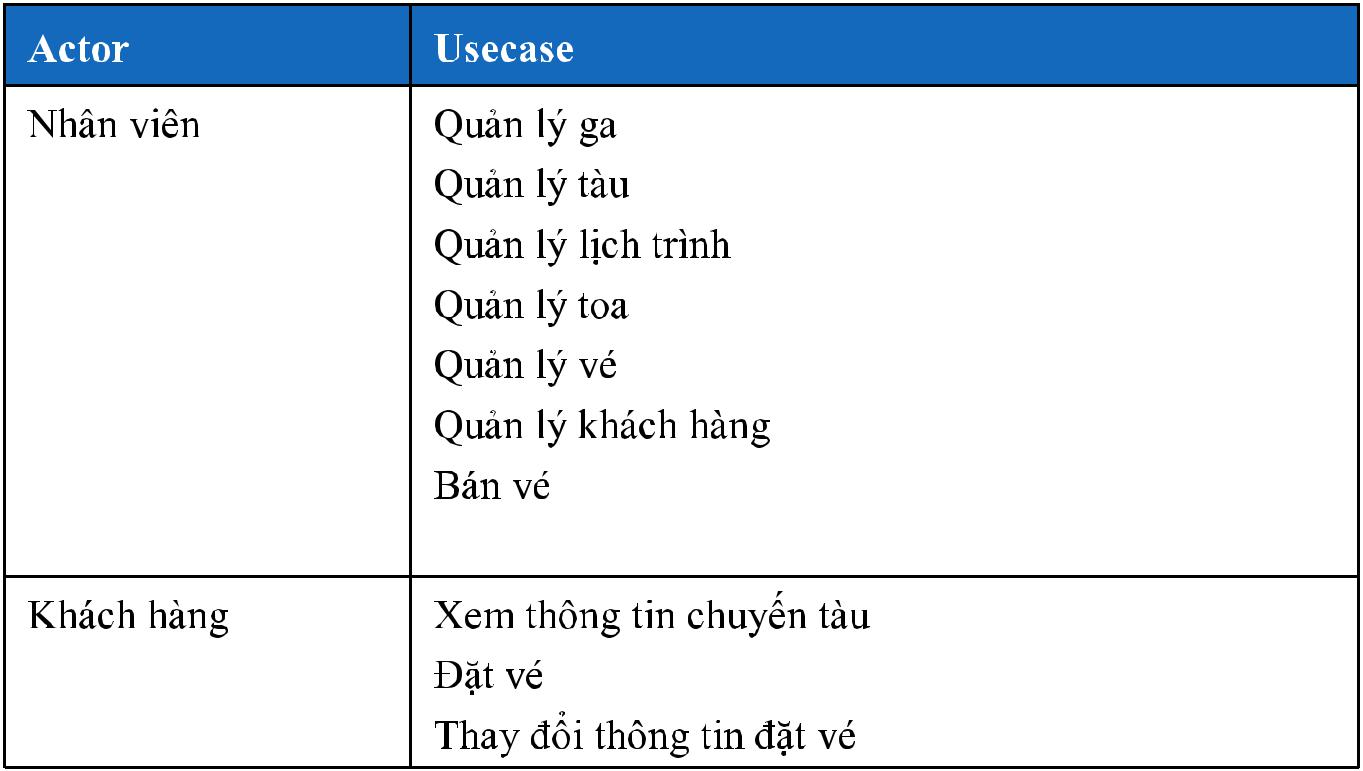 Actor
Usecase
Nhân viên
Quản lý ga
Quản lý tàu
Quản lý lịch trình
Quản lý toa
Quản lý vé
Quản lý khách hàng
Bán vé
Khách hàng
Xem thông tin chuyến tàu
Đặt vé
Thay đổi thông tin đặt vé